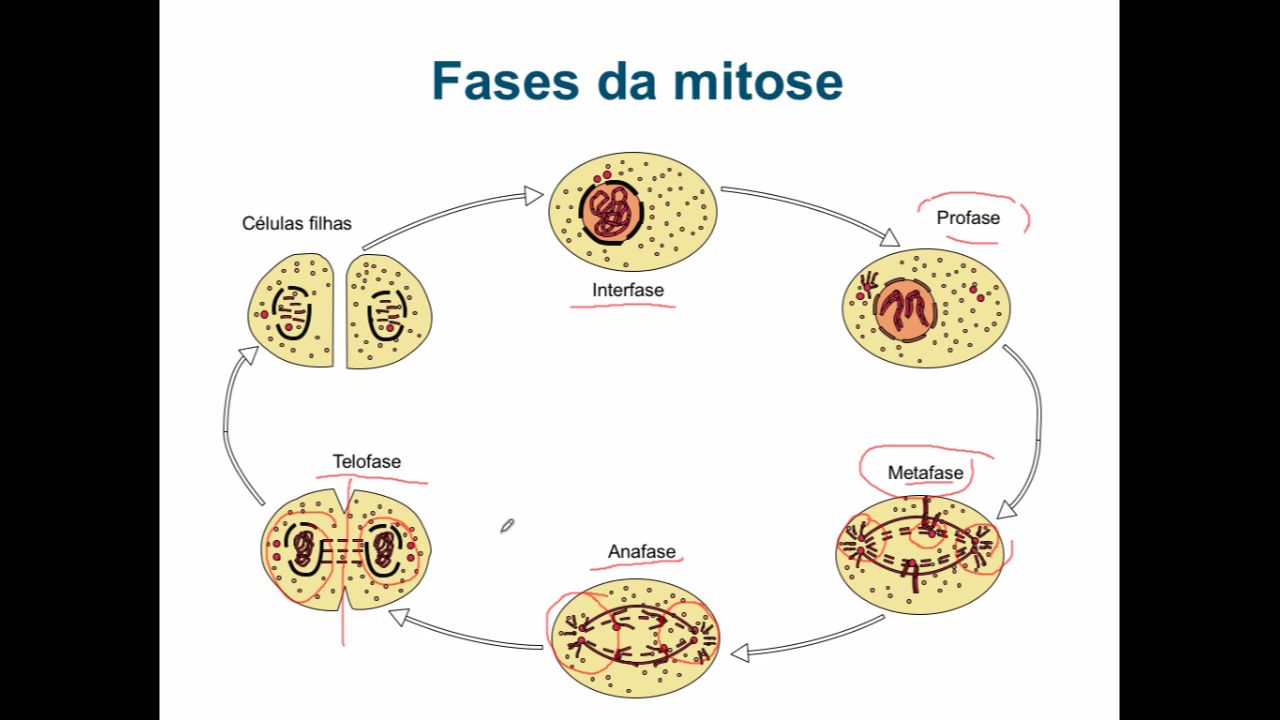 Fases da mitose
Células filhas
Interfase
Profase
Telofase
Metafase
Anafase